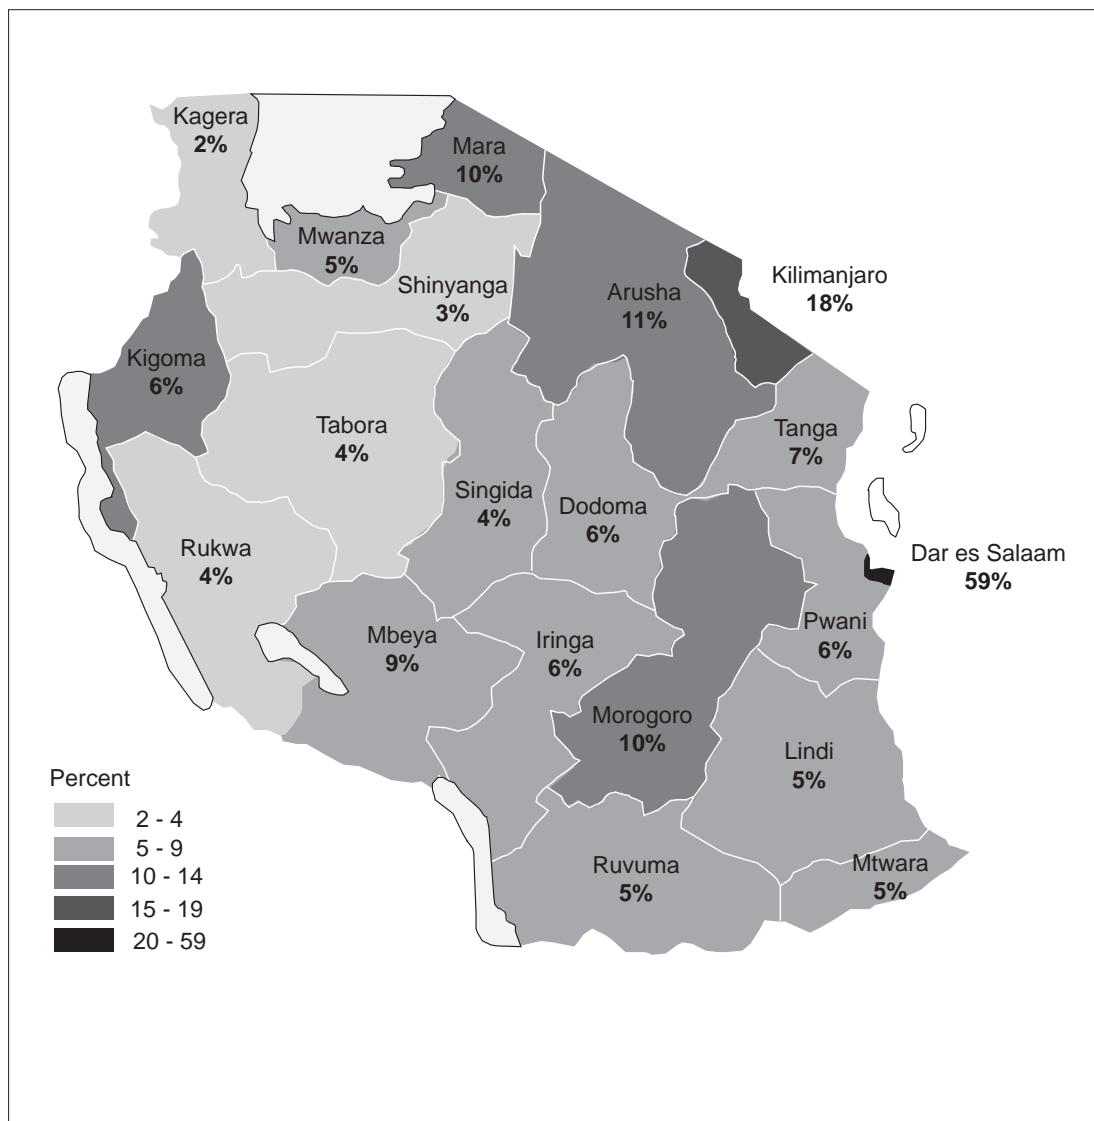 Kagera
2%
Mara
10%
Mwanza
5%
Shinyanga
3%
Arusha
11%
Kilimanjaro
18%
Kigoma
6%
Tabora
4%
Tanga
7%
Singida
4%
Dodoma
6%
Rukwa
4%
Dar es Salaam
59%
Pwani
6%
Mbeya
9%
Iringa
6%
Morogoro
10%
Lindi
5%
Ruvuma
5%
Mtwara
5%
Percent
2 - 4
5 - 9
10 - 14
15 - 19
20 - 59